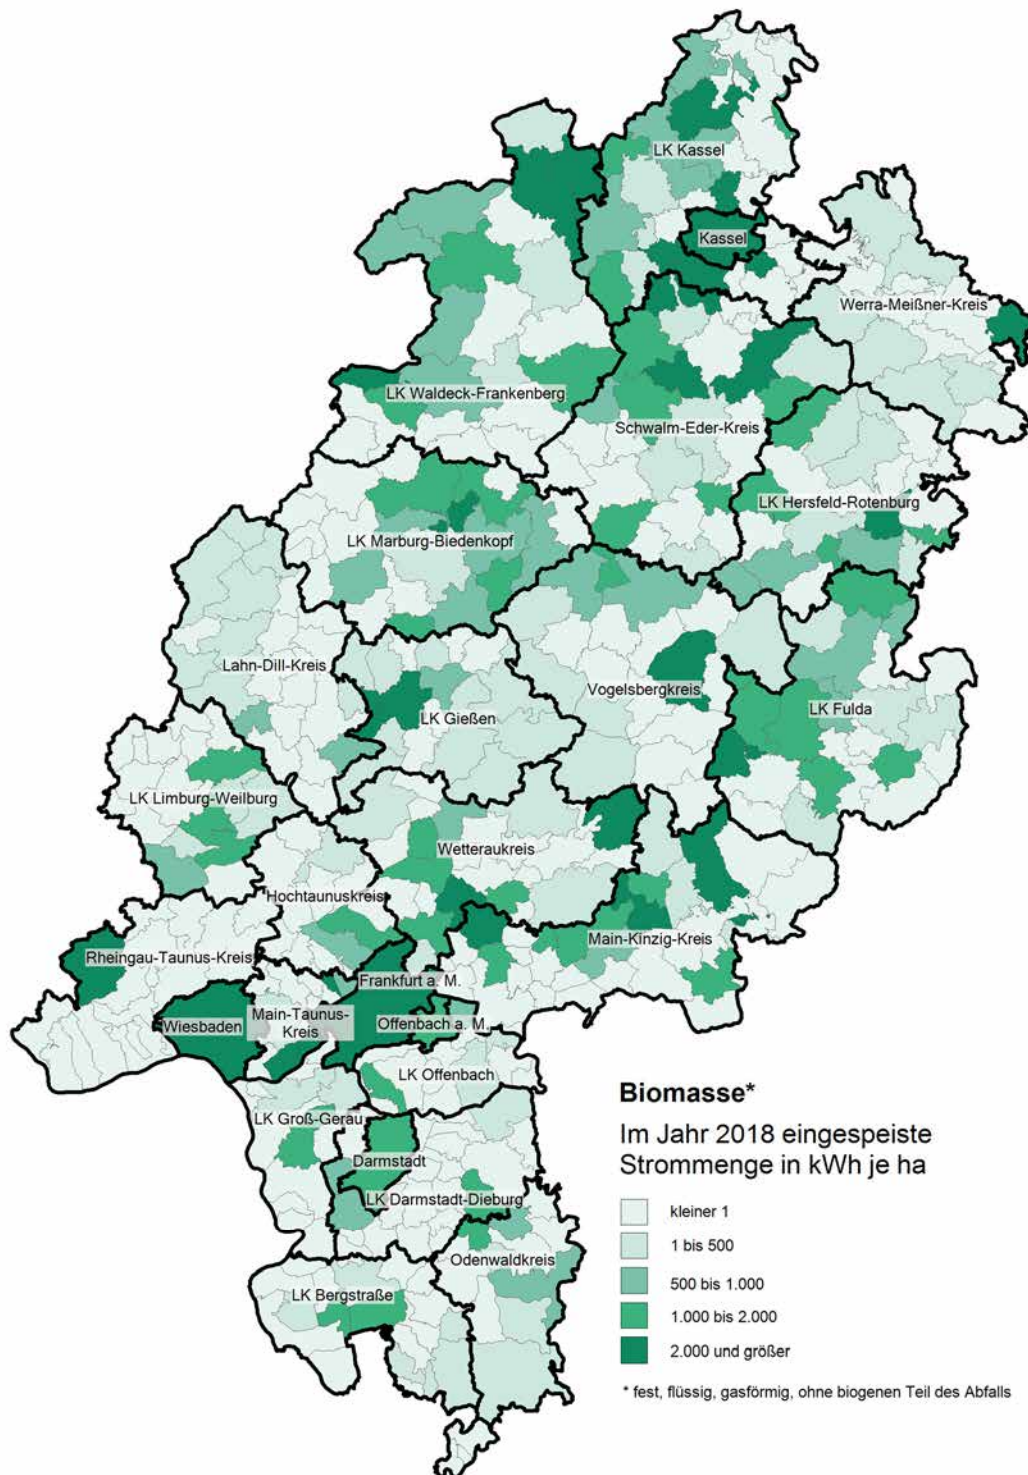 LK Kassel
Kassel
Werra-Meißner-Kreis
LK Waldeck-Frankenberg
Schwalm-Eder-Kreis
LK Hersfeld-Rotenburg
LK Marburg-Biedenkopf
Lahn-Dill-Kreis
Vogelsbergkreis
LK Gießen
LK Fulda
LK Limburg-Weilburg
Wetteraukreis
Hochtaunuskreis
Main-Kinzig-Kreis
Rheingau-Taunus-Kreis
Frankfurt a. M.
Wiesbaden
Main-Taunus-
Kreis
Offenbach a. M.
LK Offenbach
LK Groß-Gerau
Darmstadt
LK Darmstadt-Dieburg
Odenwaldkreis
LK Bergstraße
Biomasse*
Im Jahr 2018 eingespeiste
Strommenge in kWh je ha
kleiner 1
1 bis 500
500 bis 1.000
1.000 bis 2.000
2.000 und größer
* fest, flüssig, gasförmig, ohne biogenen Teil des Abfalls